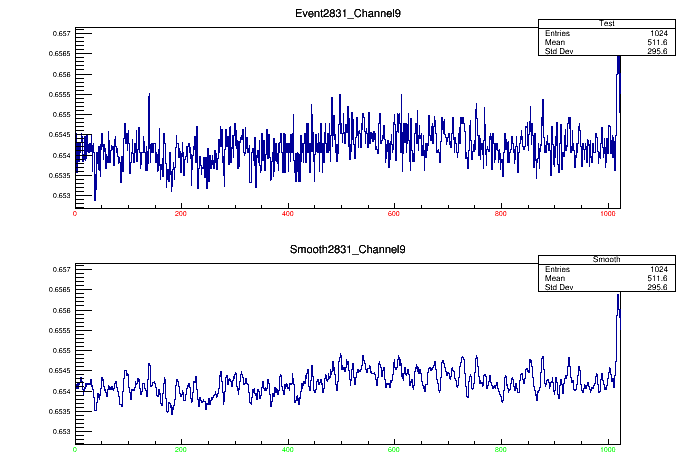 Event2831_Channel9
Test
Entries 1024
Mean 511.6
Std Dev 295.6
0.657
0.6565
0.656
0.6555
0.655
0.6545
0.654
0.6535
0.653
0 200 400 600 800 1000
Smooth2831_Channel9
Smooth
Entries 1024
Mean 511.6
Std Dev 295.6
0.657
0.6565
0.656
0.6555
0.655
0.6545
0.654
0.6535
0.653
0 200 400 600 800 1000